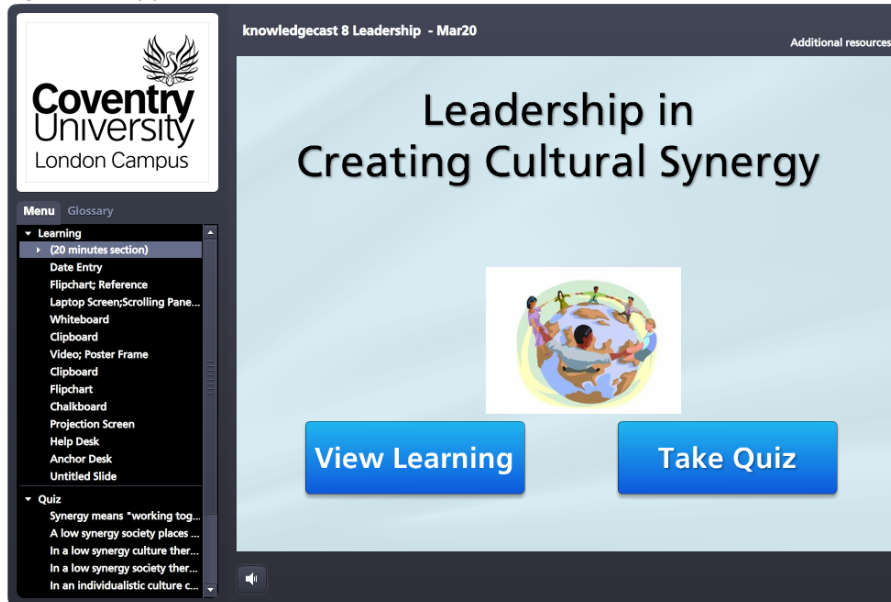 knowledgecast 8 Leadership - Mar20
Additional resources
Coventry
University
London Campus
Menu Glossary
Learning
(20 minutes section)
Date Entry
Flipchart; Reference
Laptop Screen;Scrolling Pane...
Whiteboard
Clipboard
Video; Poster Frame
Clipboard
Flipchart
Chalkboard
Projection Screen
Help Desk
Anchor Desk
Untitled Slide
Quiz
Synergy means "working tog...
A low synergy society places ...
In a low synergy culture ther...
In a low synergy society ther...
In an individualistic culture c...
Leadership in
Creating Cultural Synergy
View Learning
Take Quiz